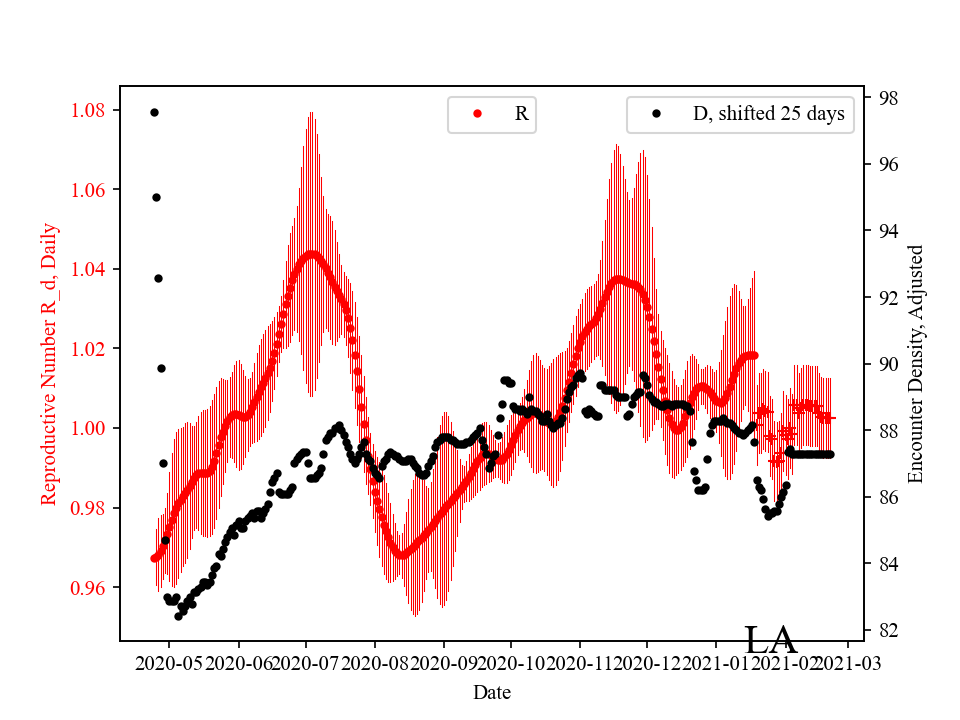 R
D, shifted 25 days
Reproductive Number R_d, Daily
1.08
1.06
1.04
1.02
1.00
0.98
0.96
98
96
94
92
90
88
86
84
82
Encounter Density, Adjusted
LA
2020-05 2020-06 2020-07 2020-08 2020-09 2020-10 2020-11 2020-12 2021-01 2021-02 2021-03
Date